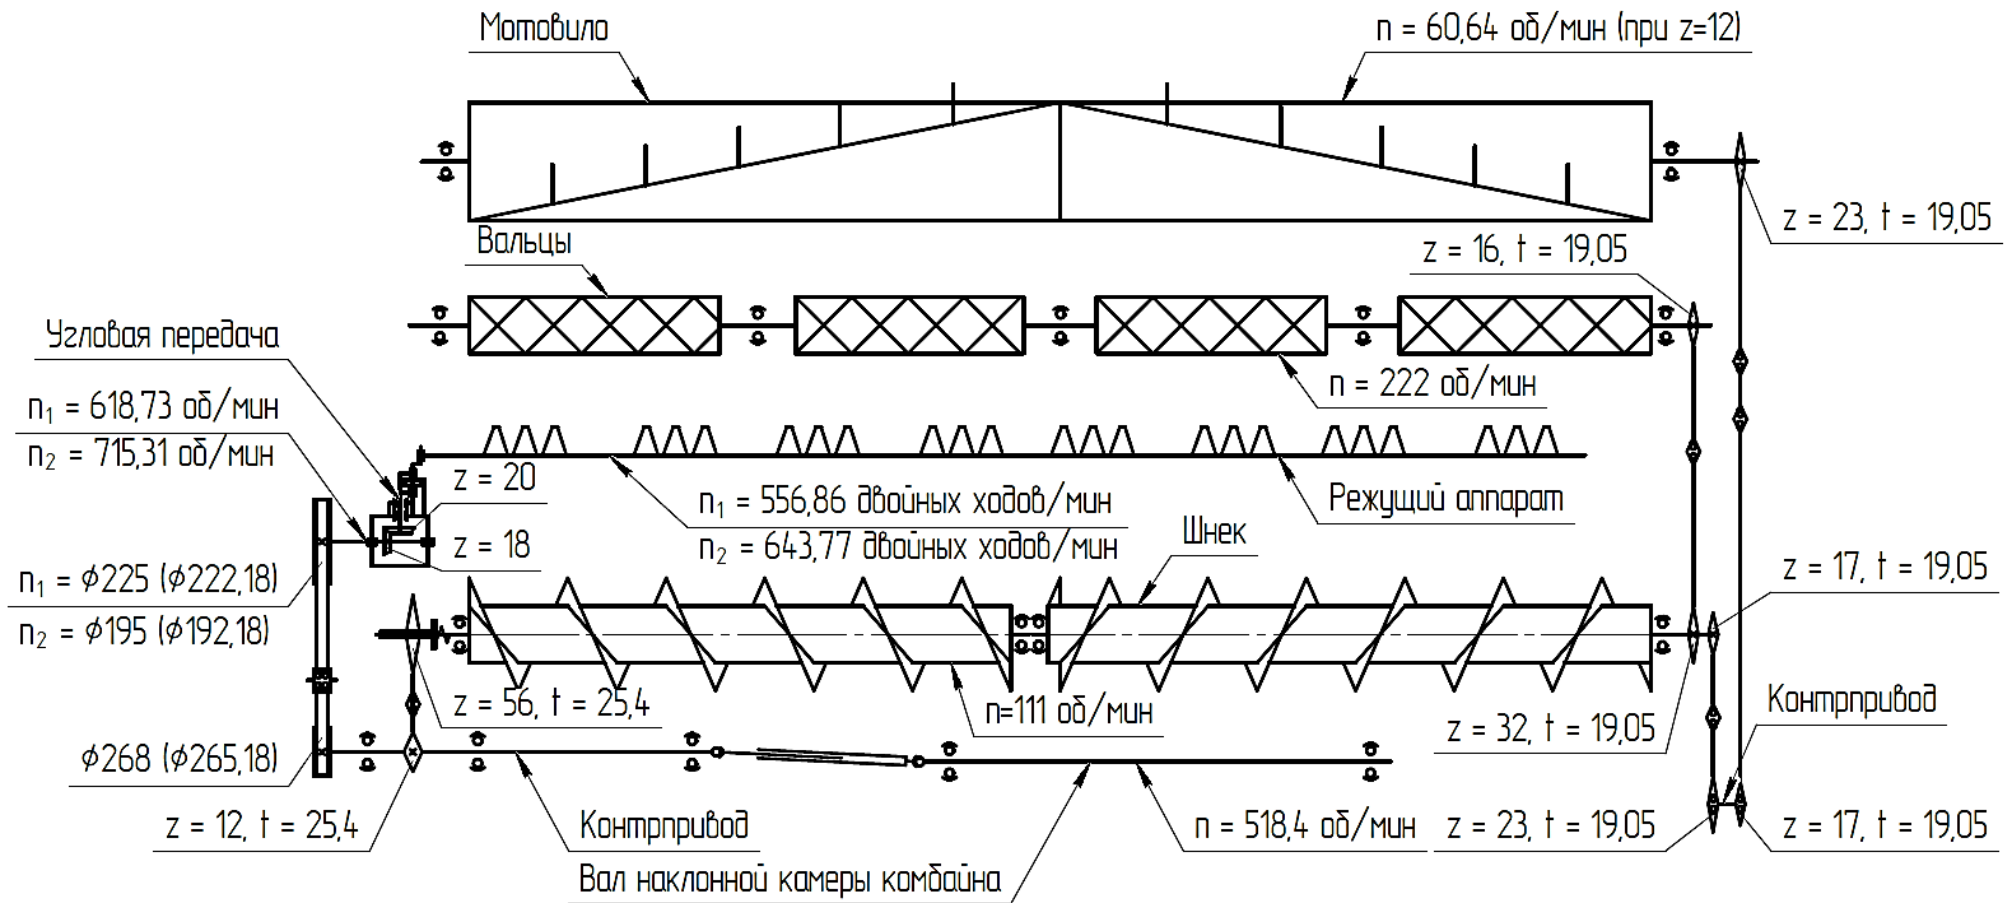 Мотовило
n = 60,64 об/мин (при z=12)
z = 23, t = 19,05
Вальцы
z = 16, t = 19,05
Угловая передача
n = 222 об/мин
n₁ = 618,73 об/мин
n₂ = 715,31 об/мин
z = 20
n₁ = 556,86 двойных ходов/мин
n₂ = 643,77 двойных ходов/мин
Режущий аппарат
z = 18
Шнек
n₁ = ϕ225 (ϕ222,18)
n₂ = ϕ195 (ϕ192,18)
z = 17, t = 19,05
z = 56, t = 25,4
n=111 об/мин
z = 32, t = 19,05
Контрпривод
ϕ268 (ϕ265,18)
z = 12, t = 25,4
Контрпривод
n = 518,4 об/мин
z = 23, t = 19,05
z = 17, t = 19,05
Вал наклонной камеры комбайна